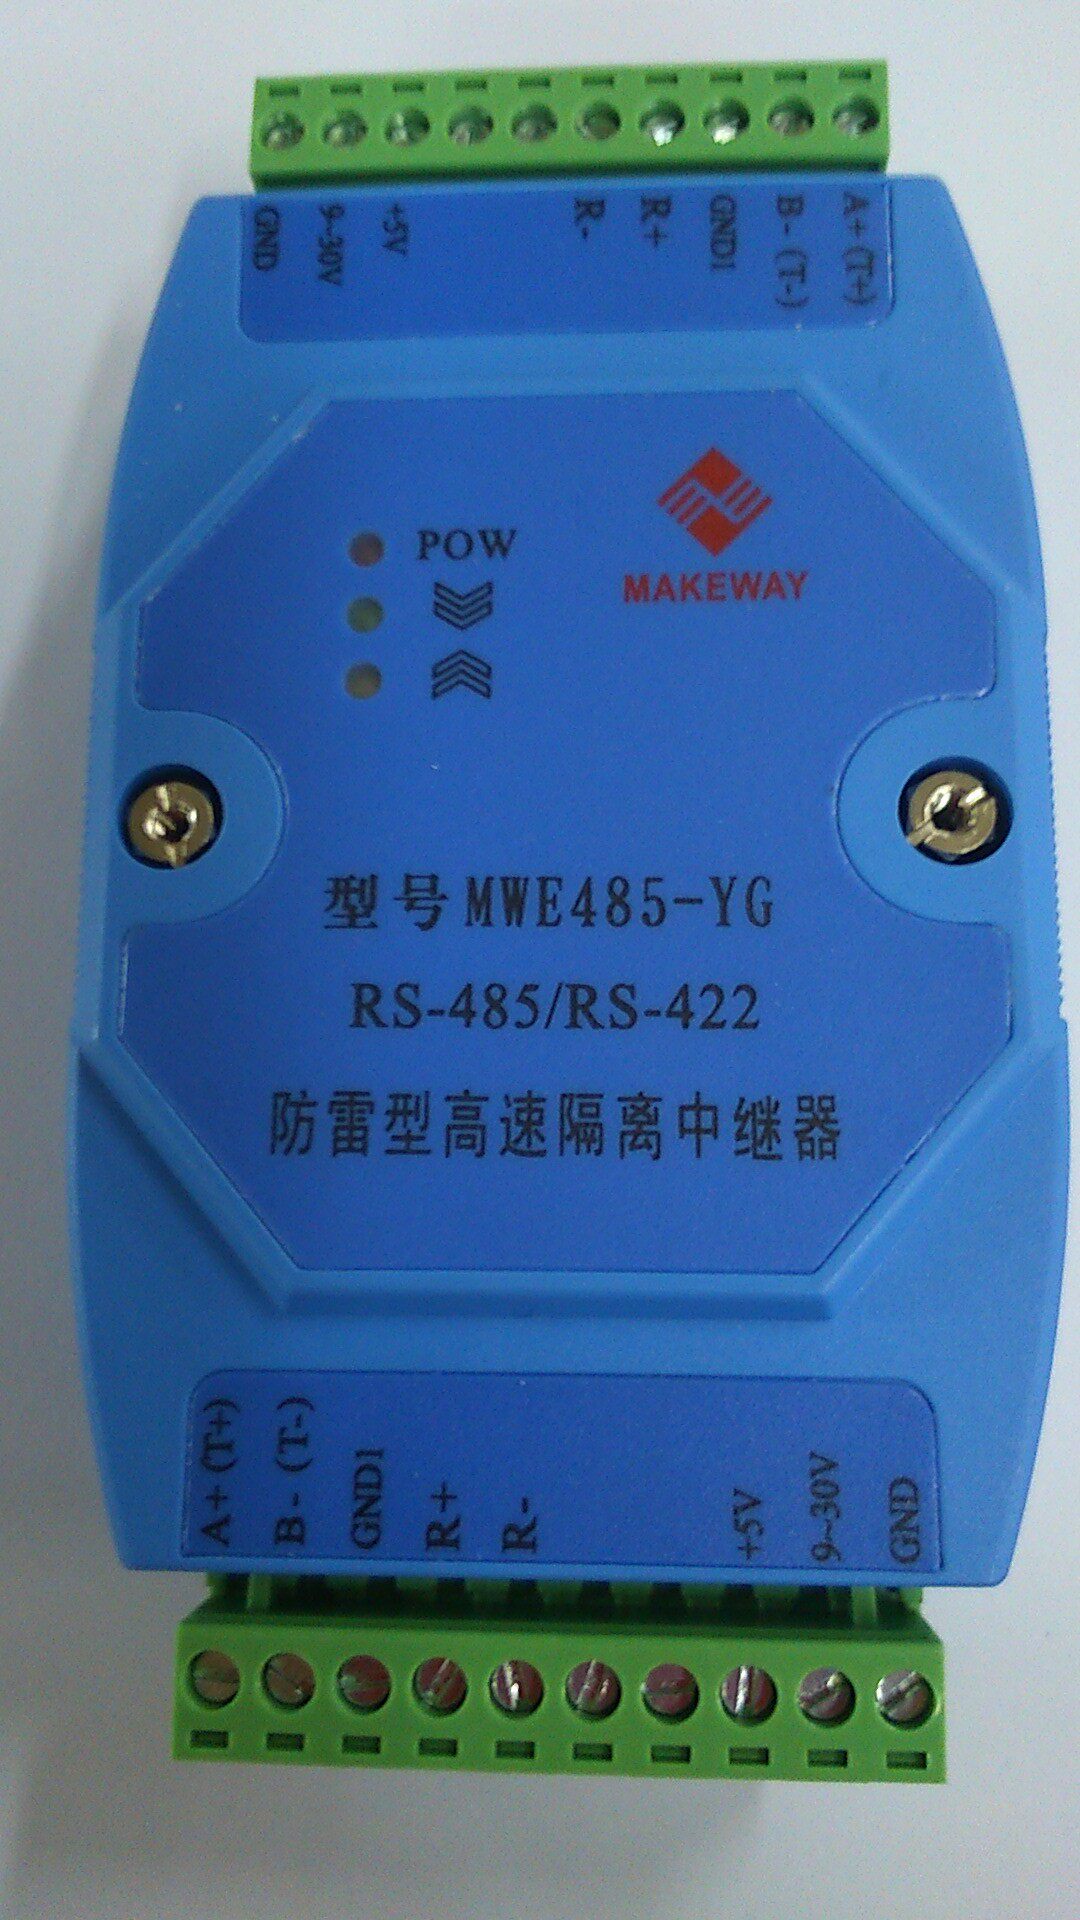 GND
9~30V
+5V
R-
R+
GND1
B- (T-)
A+ (T+)
POW
MAKEWAY
型号MWE485-YG
RS-485/RS-422
防雷型高速隔离中继器
A+ (T+)
B- (T-)
GND1
R+
R-
+5V
9~30V
GND